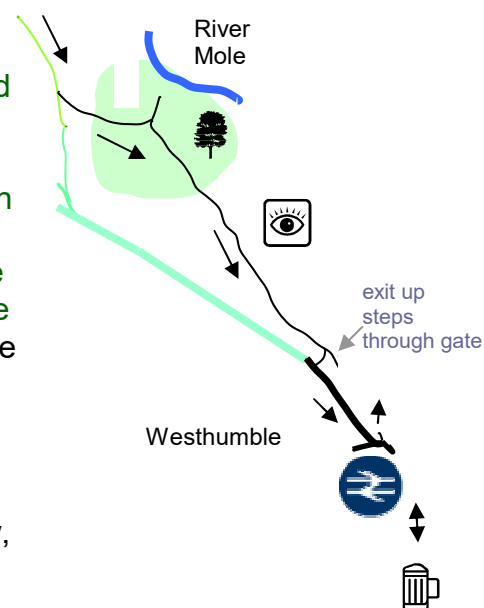 River
Mole
d
n
e
e
e
exit up
steps
through gate
Westhumble
,